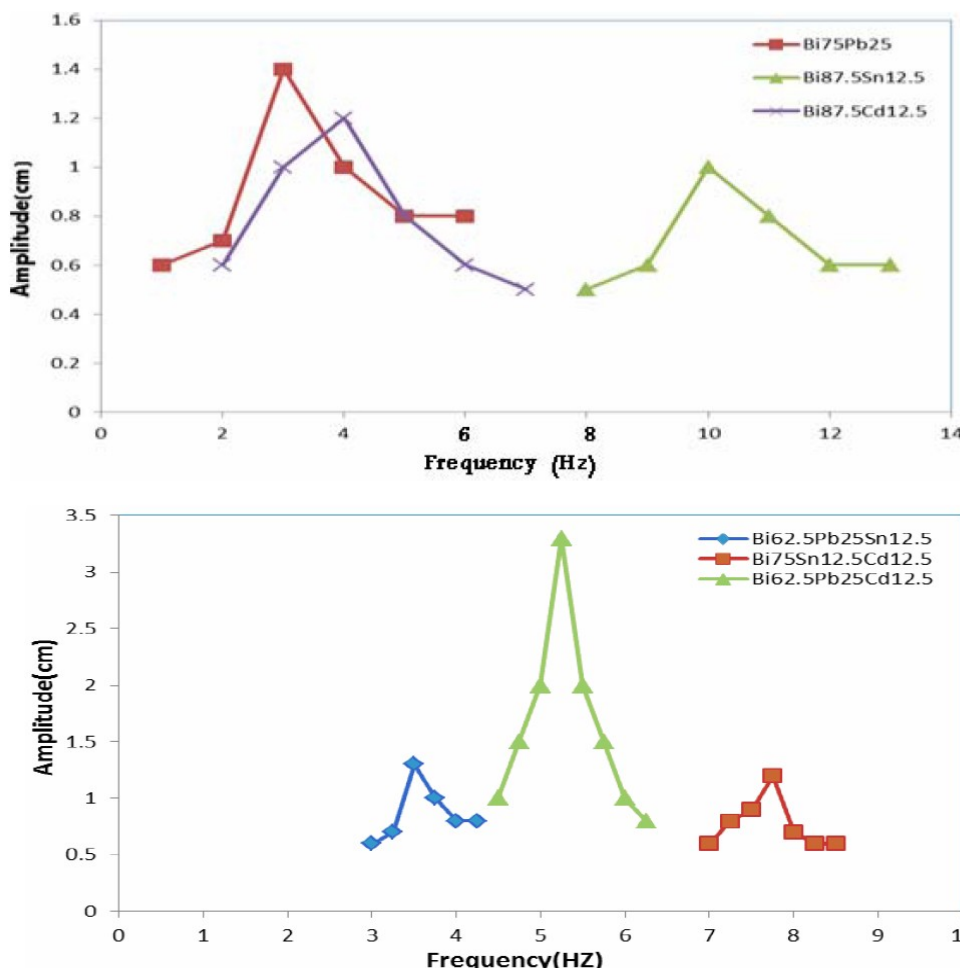 1.6
1.4
1.2
1
0.8
0.6
0.4
0.2
0
Amplitude(cm)
Bi75Pb25
Bi87.5Sn12.5
Bi87.5Cd12.5
0 2 4 6 8 10 12 14
Frequency (Hz)
3.5
3
2.5
2
1.5
1
0.5
0
Amplitude(cm)
Bi62.5Pb25Sn12.5
Bi75Sn12.5Cd12.5
Bi62.5Pb25Cd12.5
0 1 2 3 4 5 6 7 8 9
Frequency(HZ)